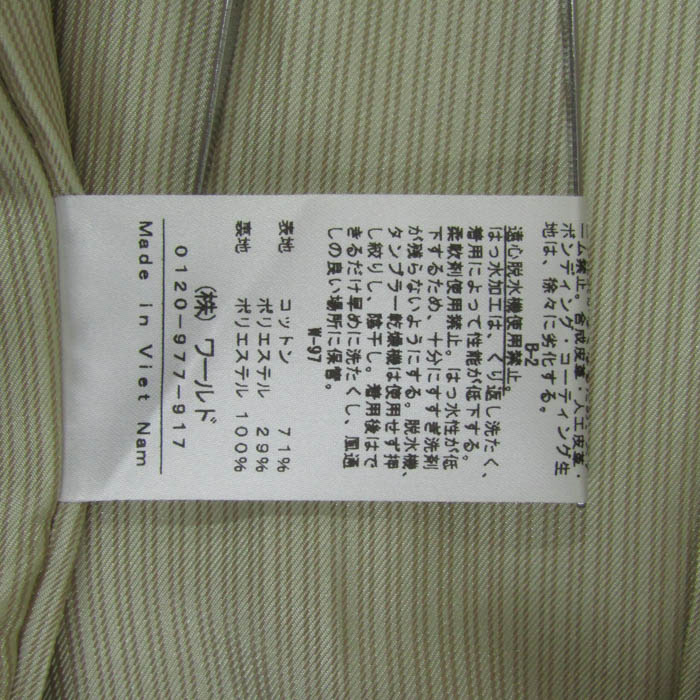 ボンディング・コーティング生
地は、徐々に劣化する。
B-2
遠心脱水機使用禁止。
はっ水加工は、くり返し洗たく、
着用によって性能が低下する。
柔軟剤使用禁止。はっ水性が低
下するため、十分にすすぎ洗剤
が残らないようにする。脱水機、
タンブラー乾燥機は使用せず押
し絞りし、陰干し。着用後はで
きるだけ早めに洗たくし、風通
しの良い場所に保管。
W-97
表地 コットン 71%
ポリエステル 29%
裏地 ポリエステル 100%
(株) ワールド
0120-977-917
Made in Viet Nam